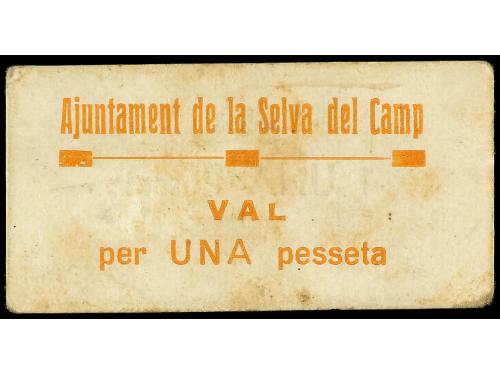 Ajuntament de la Selva del Camp
VAL
per UNA pesseta